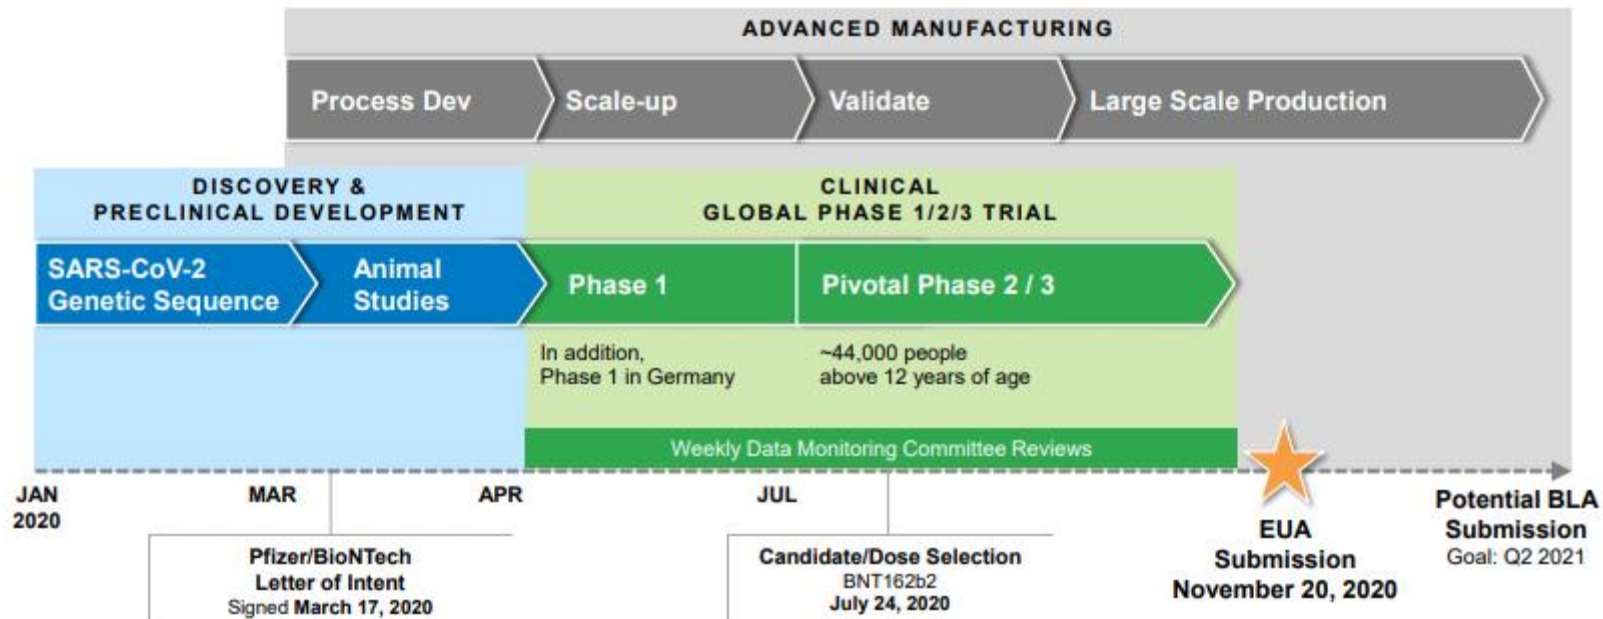 ADVANCED MANUFACTURING
Process Dev
Scale-up
Validate
Large Scale Production
DISCOVERY &
PRECLINICAL DEVELOPMENT
CLINICAL
GLOBAL PHASE 1/2/3 TRIAL
SARS-CoV-2
Genetic Sequence
Animal
Studies
Phase 1
Pivotal Phase 2 / 3
In addition,
Phase 1 in Germany
~44,000 people
above 12 years of age
Weekly Data Monitoring Committee Reviews
JAN
2020
MAR
APR
JUL
Pfizer/BioNTech
Letter of Intent
Signed March 17, 2020
Candidate/Dose Selection
BNT162b2
July 24, 2020
EUA
Submission
November 20, 2020
Potential BLA
Submission
Goal: Q2 2021